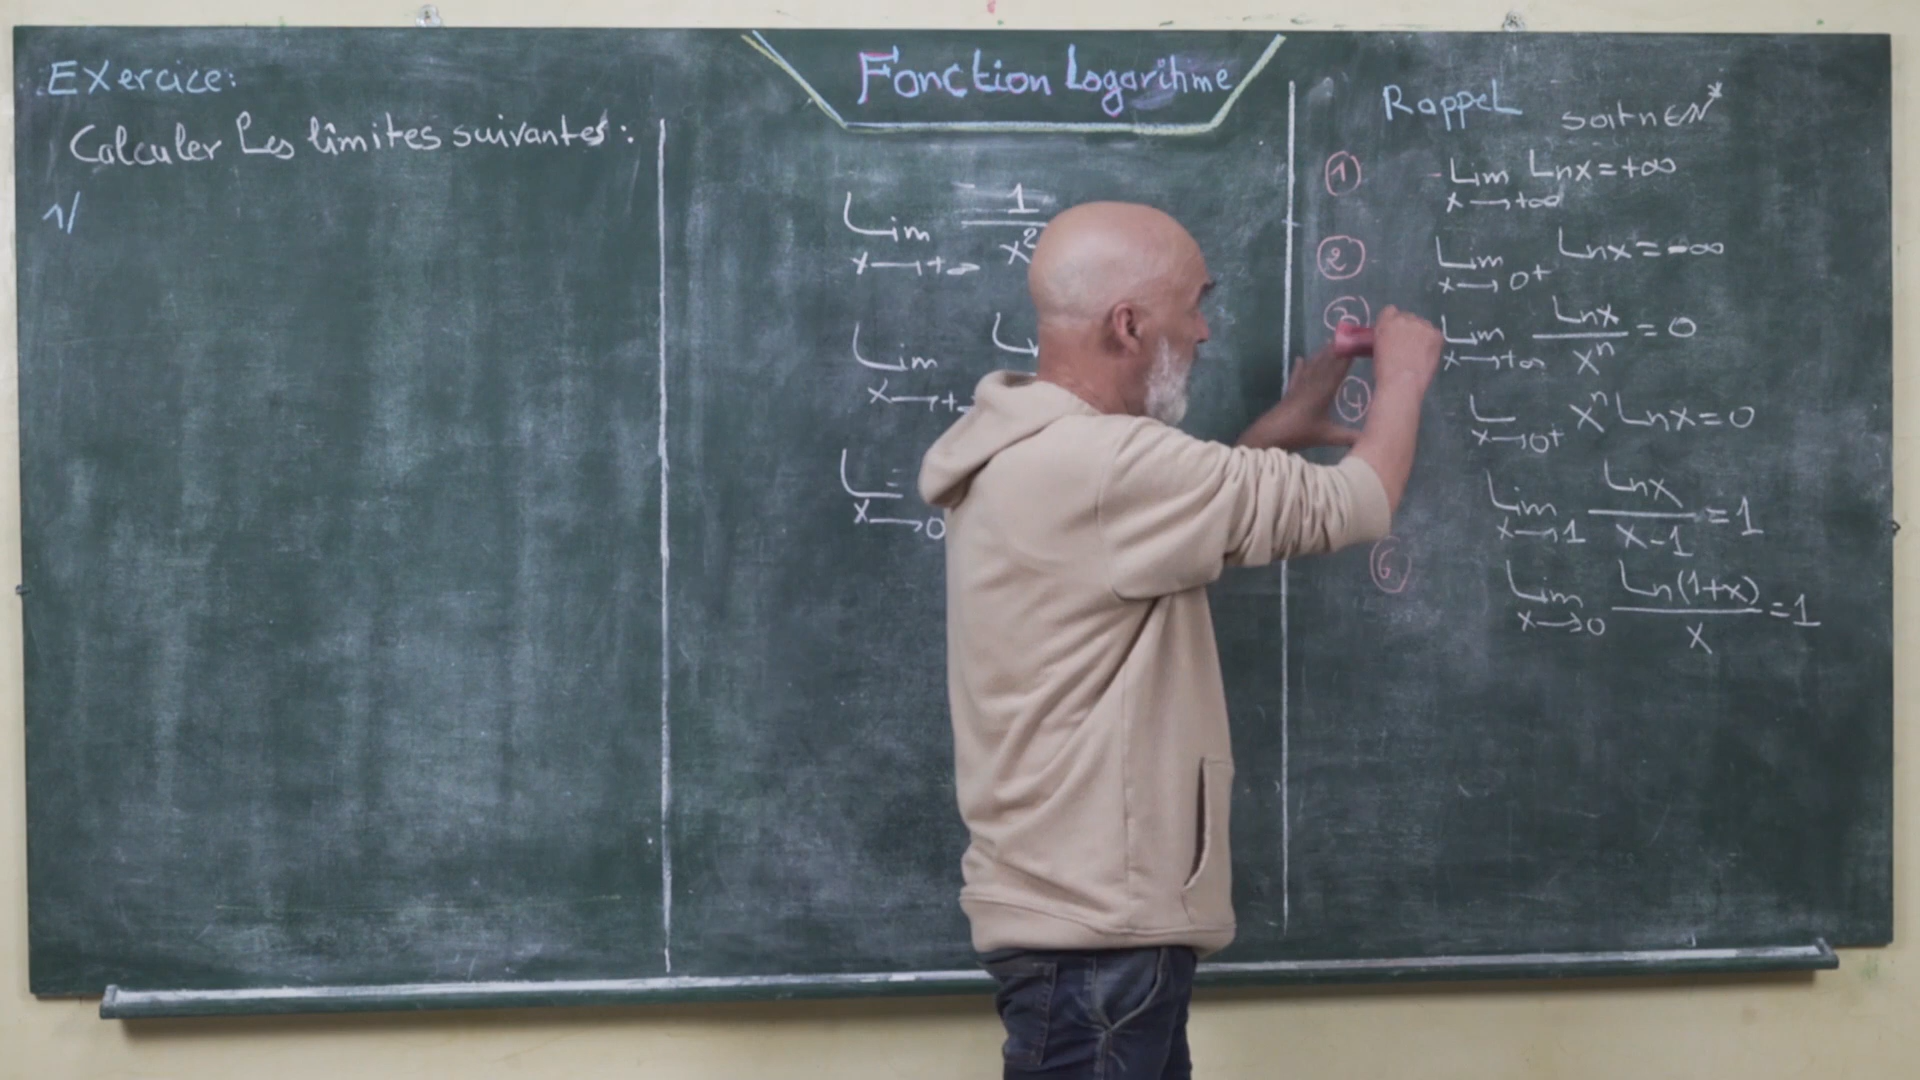 Exercice:
Calculer Les limites suivantes:
1/
Fonction Logarithme
Lim 1
x→+∞ x²
Lim
x→+
x→0
Rappel soit n∈ℕ*
① Lim Lnx=+∞
x→+∞
② Lim Lnx=-∞
x→0+
③ Lim Lnx/xⁿ = 0
x→+∞
④ L xⁿLnx=0
x→0+
Lim Lnx/x-1 = 1
x→1
⑥ Lim Ln(1+x)/x = 1
x→0